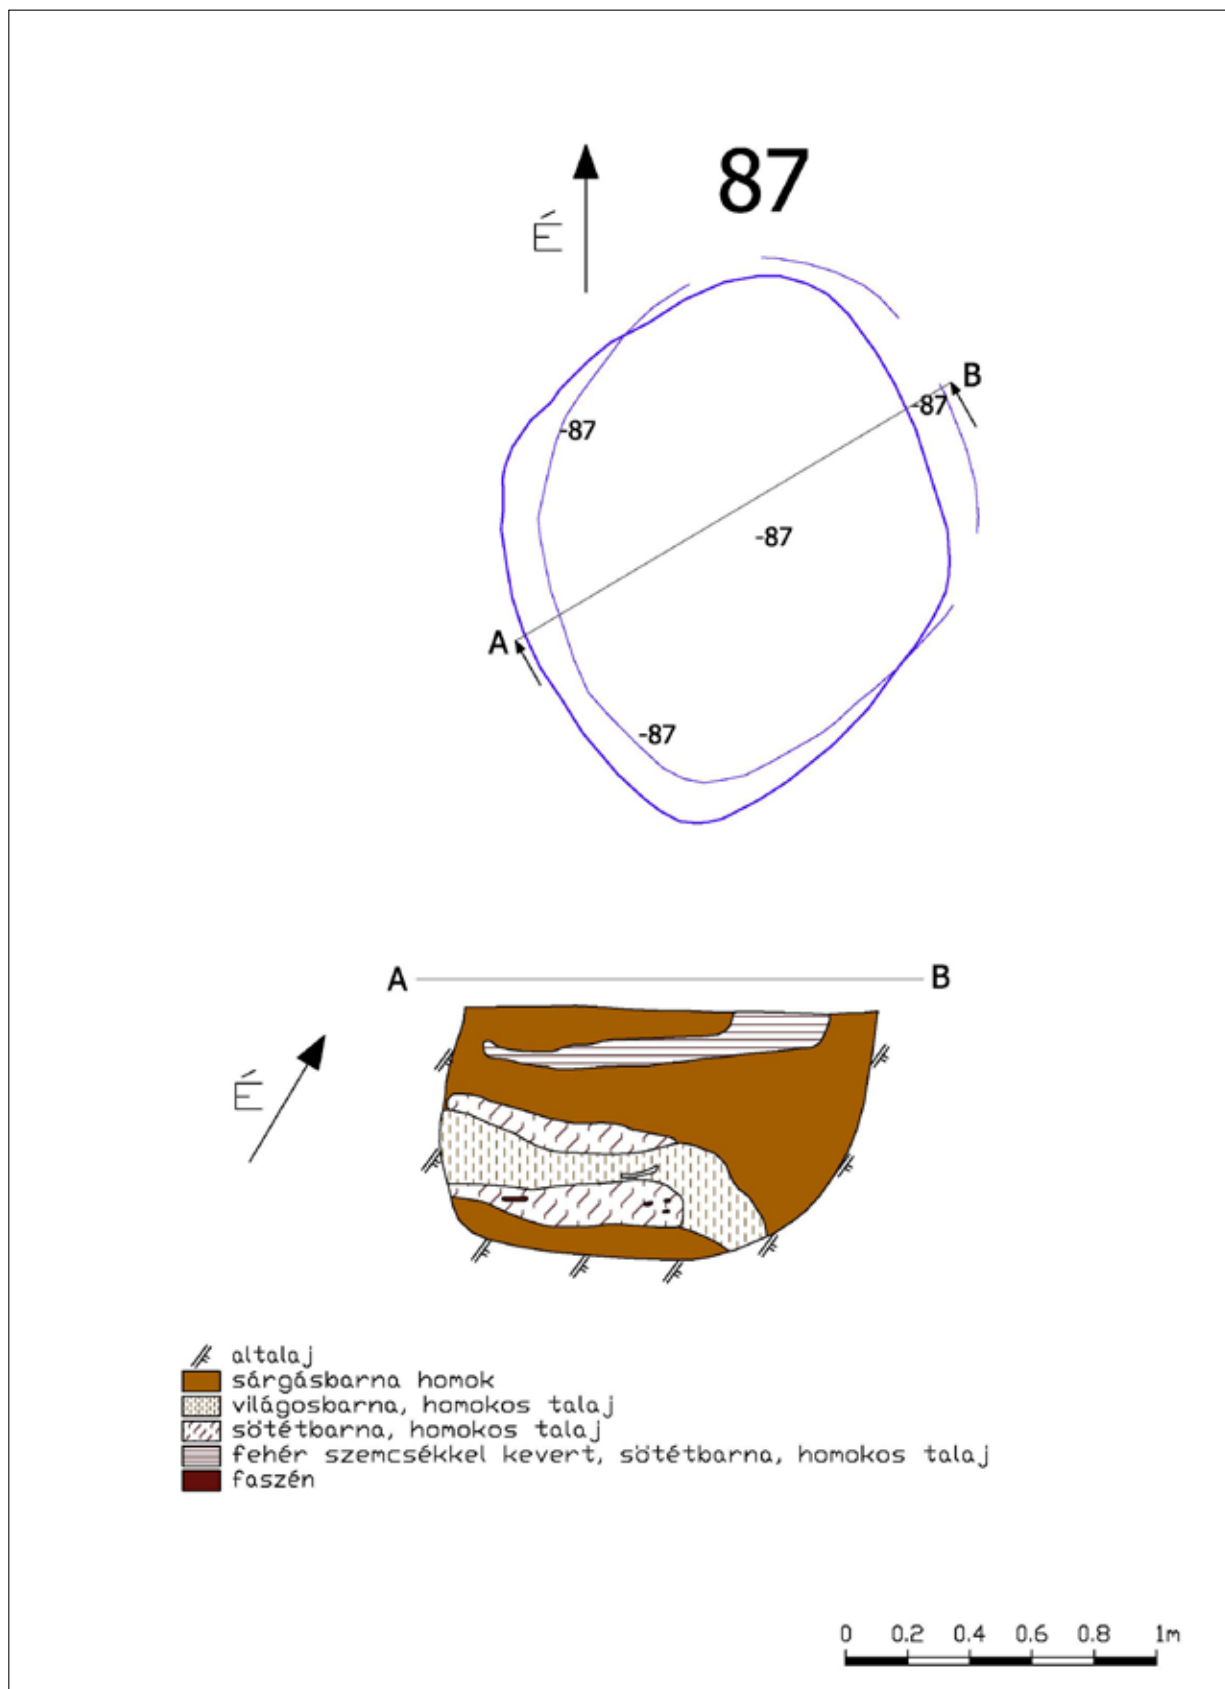 87
É
B
-87
-87
-87
A
-87
A B
É
altalaj
sárgásbarna homok
világosbarna, homokos talaj
sötétbarna, homokos talaj
fehér szemcsékkel kevert, sötétbarna, homokos talaj
faszén
0 0.2 0.4 0.6 0.8 1m